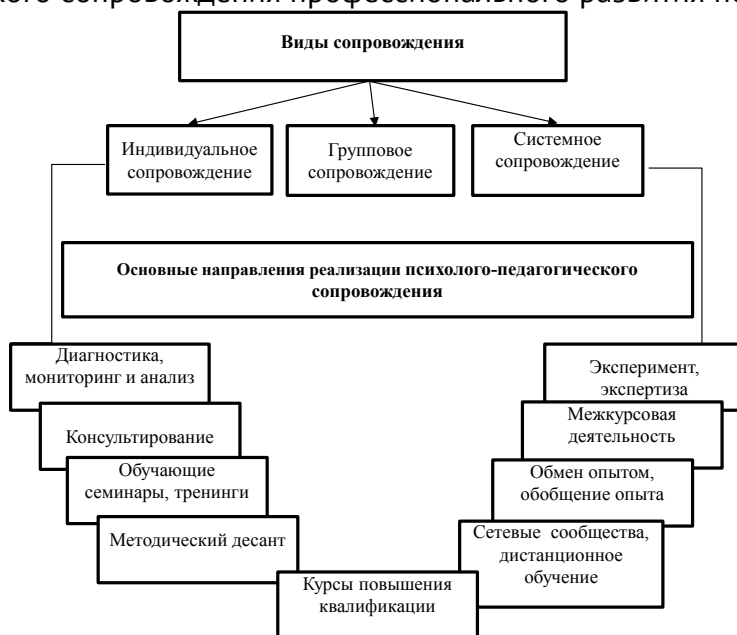 кого сопровождения профессионального развития
Виды сопровождения
Индивидуальное
сопровождение
Групповое
сопровождение
Системное
сопровождение
Основные направления реализации психолого-педагогического
сопровождения
Диагностика,
мониторинг и анализ
Консультирование
Обучающие
семинары, тренинги
Методический десант
Курсы повышения
квалификации
Эксперимент,
экспертиза
Межкурсовая
деятельность
Обмен опытом,
обобщение опыта
Сетевые сообщества,
дистанционное
обучение